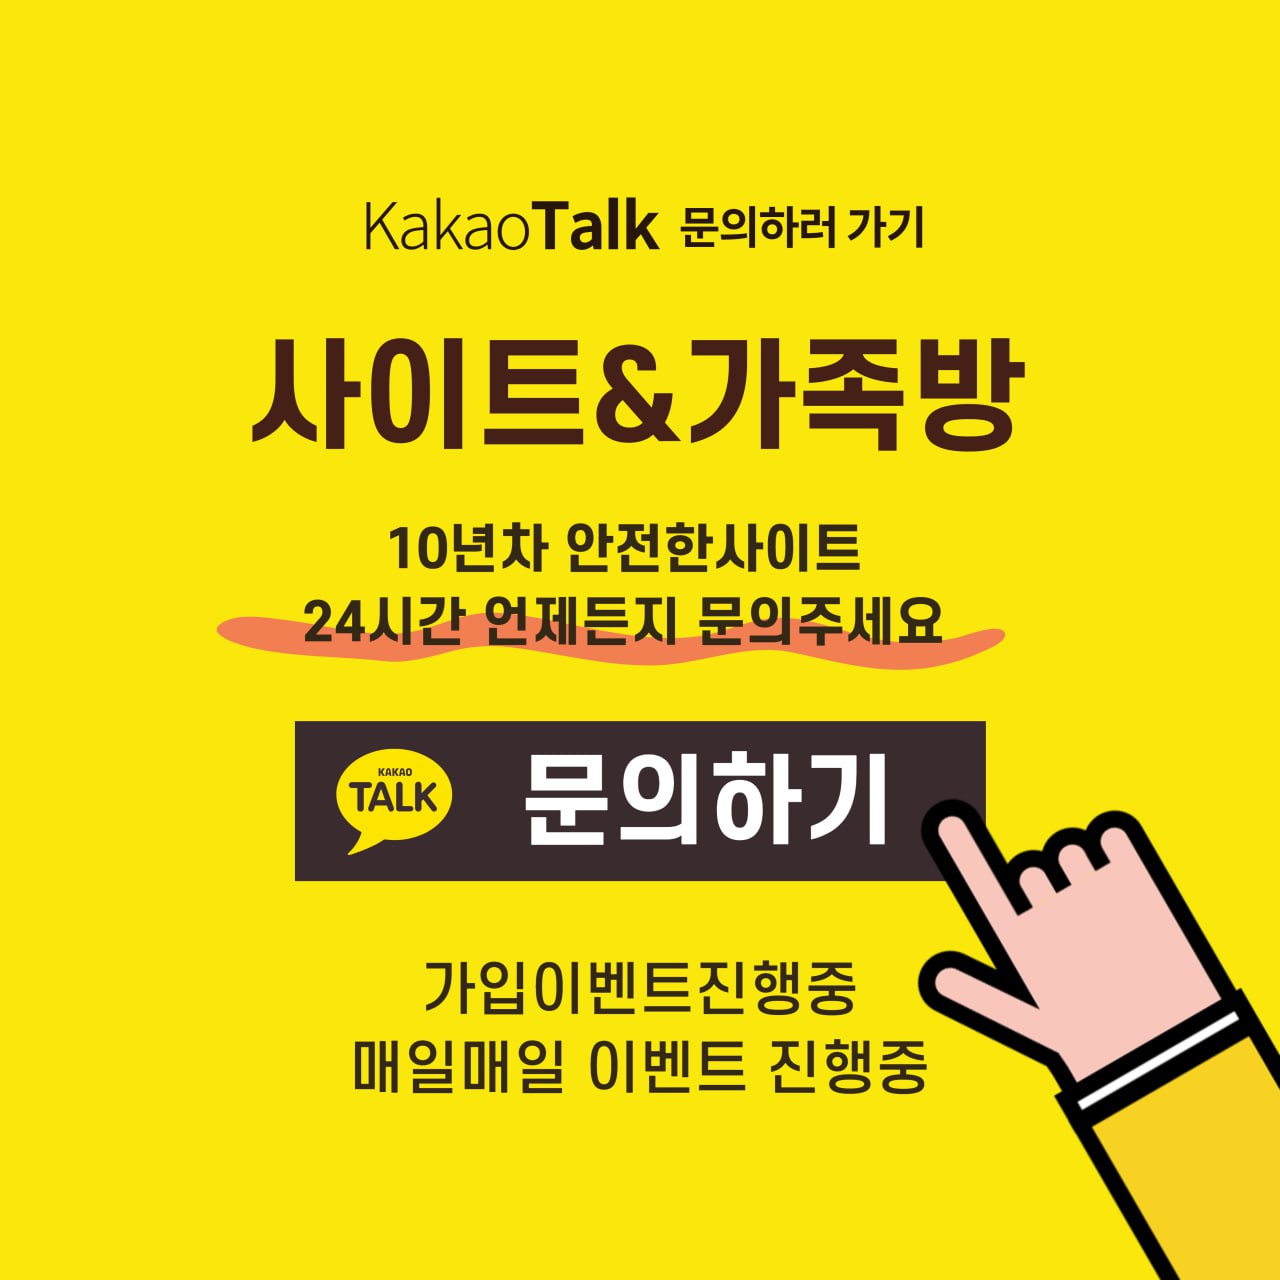 KakaoTalk 문의하러 가기
사이트&가족방
10년차 안전한사이트
24시간 언제든지 문의주세요
KAKAO
TALK
문의하기
가입이벤트진행중
매일매일 이벤트 진행중